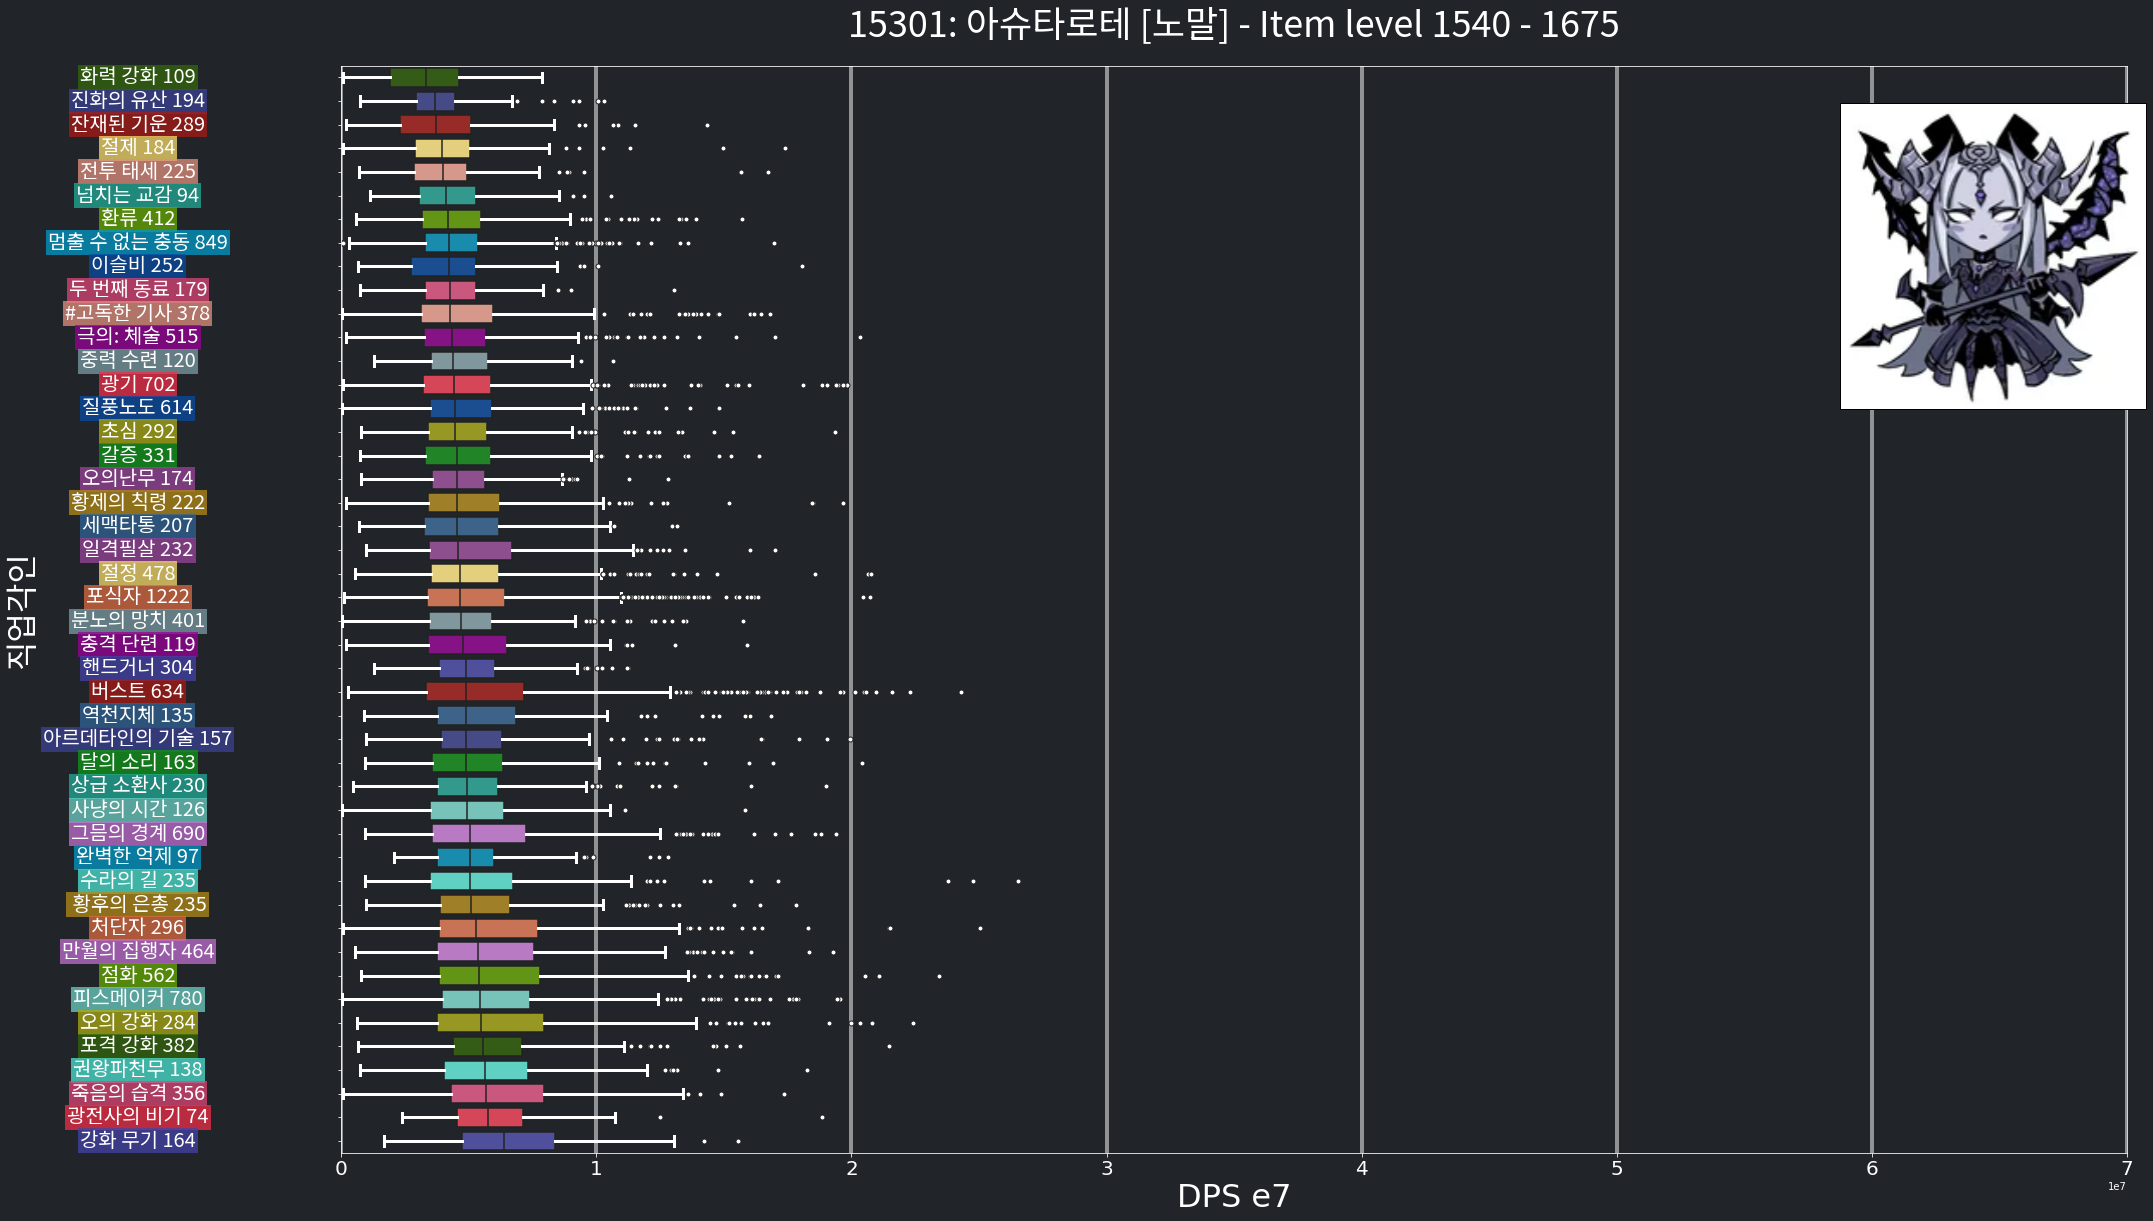 15301: 아슈타로테 [노말] - Item level 1540 - 1675
직업각인
화력 강화 109
진화의 유산 194
잔재된 기운 289
절제 184
전투 태세 225
넘치는 교감 94
환류 412
멈출 수 없는 충동 849
이슬비 252
두 번째 동료 179
#고독한 기사 378
극의: 체술 515
중력 수련 120
광기 702
질풍노도 614
초심 292
갈증 331
오의난무 174
황제의 칙령 222
세맥타통 207
일격필살 232
절정 478
포식자 1222
분노의 망치 401
충격 단련 119
핸드거너 304
버스트 634
역천지체 135
아르데타인의 기술 157
달의 소리 163
상급 소환사 230
사냥의 시간 126
그믐의 경계 690
완벽한 억제 97
수라의 길 235
황후의 은총 235
처단자 296
만월의 집행자 464
점화 562
피스메이커 780
오의 강화 284
포격 강화 382
권왕파천무 138
죽음의 습격 356
광전사의 비기 74
강화 무기 164
0 1 2 3 4 5 6 7
1e7
DPS e7